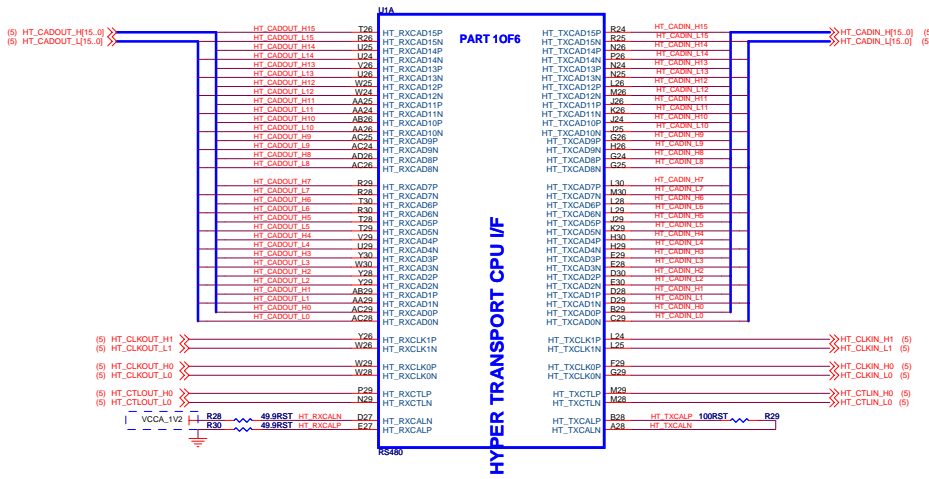 U1A
PART 1OF6
HYPER TRANSPORT CPU I/F
RS480
(5) HT_CADOUT_H[15..0]
(5) HT_CADOUT_L[15..0]
HT_CADOUT_H15 T26 HT_RXCAD15P
HT_CADOUT_L15 R26 HT_RXCAD15N
HT_CADOUT_H14 U25 HT_RXCAD14P
HT_CADOUT_L14 U24 HT_RXCAD14N
HT_CADOUT_H13 V26 HT_RXCAD13P
HT_CADOUT_L13 U26 HT_RXCAD13N
HT_CADOUT_H12 W25 HT_RXCAD12P
HT_CADOUT_L12 W24 HT_RXCAD12N
HT_CADOUT_H11 AA25 HT_RXCAD11P
HT_CADOUT_L11 AA24 HT_RXCAD11N
HT_CADOUT_H10 AB26 HT_RXCAD10P
HT_CADOUT_L10 AA26 HT_RXCAD10N
HT_CADOUT_H9 AC25 HT_RXCAD9P
HT_CADOUT_L9 AC24 HT_RXCAD9N
HT_CADOUT_H8 AD26 HT_RXCAD8P
HT_CADOUT_L8 AC26 HT_RXCAD8N
HT_CADOUT_H7 R29 HT_RXCAD7P
HT_CADOUT_L7 R28 HT_RXCAD7N
HT_CADOUT_H6 T30 HT_RXCAD6P
HT_CADOUT_L6 R30 HT_RXCAD6N
HT_CADOUT_H5 T28 HT_RXCAD5P
HT_CADOUT_L5 T29 HT_RXCAD5N
HT_CADOUT_H4 V29 HT_RXCAD4P
HT_CADOUT_L4 U29 HT_RXCAD4N
HT_CADOUT_H3 Y30 HT_RXCAD3P
HT_CADOUT_L3 W30 HT_RXCAD3N
HT_CADOUT_H2 Y28 HT_RXCAD2P
HT_CADOUT_L2 Y29 HT_RXCAD2N
HT_CADOUT_H1 AB29 HT_RXCAD1P
HT_CADOUT_L1 AA29 HT_RXCAD1N
HT_CADOUT_H0 AC29 HT_RXCAD0P
HT_CADOUT_L0 AC28 HT_RXCAD0N
(5) HT_CLKOUT_H1 Y26 HT_RXCLK1P
(5) HT_CLKOUT_L1 W26 HT_RXCLK1N
(5) HT_CLKOUT_H0 W29 HT_RXCLK0P
(5) HT_CLKOUT_L0 W28 HT_RXCLK0N
(5) HT_CTLOUT_H0 P29 HT_RXCTLP
(5) HT_CTLOUT_L0 N29 HT_RXCTLN
VCCA_1V2 R28 49.9RST HT_RXCALN D27 HT_RXCALN
R30 49.9RST HT_RXCALP E27 HT_RXCALP
HT_CADIN_H[15..0] (5
HT_CADIN_L[15..0] (5
HT_TXCAD15P R24 HT_CADIN_H15
HT_TXCAD15N R25 HT_CADIN_L15
HT_TXCAD14P N26 HT_CADIN_H14
HT_TXCAD14N P26 HT_CADIN_L14
HT_TXCAD13P N24 HT_CADIN_H13
HT_TXCAD13N N25 HT_CADIN_L13
HT_TXCAD12P L26 HT_CADIN_H12
HT_TXCAD12N M26 HT_CADIN_L12
HT_TXCAD11P J26 HT_CADIN_H11
HT_TXCAD11N K26 HT_CADIN_L11
HT_TXCAD10P J24 HT_CADIN_H10
HT_TXCAD10N J25 HT_CADIN_L10
HT_TXCAD9P G26 HT_CADIN_H9
HT_TXCAD9N H26 HT_CADIN_L9
HT_TXCAD8P G24 HT_CADIN_H8
HT_TXCAD8N G25 HT_CADIN_L8
HT_TXCAD7P L30 HT_CADIN_H7
HT_TXCAD7N M30 HT_CADIN_L7
HT_TXCAD6P L28 HT_CADIN_H6
HT_TXCAD6N L29 HT_CADIN_L6
HT_TXCAD5P J29 HT_CADIN_H5
HT_TXCAD5N K29 HT_CADIN_L5
HT_TXCAD4P H30 HT_CADIN_H4
HT_TXCAD4N H29 HT_CADIN_L4
HT_TXCAD3P E29 HT_CADIN_H3
HT_TXCAD3N E28 HT_CADIN_L3
HT_TXCAD2P D30 HT_CADIN_H2
HT_TXCAD2N E30 HT_CADIN_L2
HT_TXCAD1P D28 HT_CADIN_H1
HT_TXCAD1N D29 HT_CADIN_L1
HT_TXCAD0P B29 HT_CADIN_H0
HT_TXCAD0N C29 HT_CADIN_L0
HT_TXCLK1P L24 HT_CLKIN_H1 (5)
HT_TXCLK1N L25 HT_CLKIN_L1 (5)
HT_TXCLK0P F29 HT_CLKIN_H0 (5)
HT_TXCLK0N G29 HT_CLKIN_L0 (5)
HT_TXCTLP M29 HT_CTLIN_H0 (5)
HT_TXCTLN M28 HT_CTLIN_L0 (5)
HT_TXCALP B28 HT_TXCALP 100RST R29
HT_TXCALN A28 HT_TXCALN